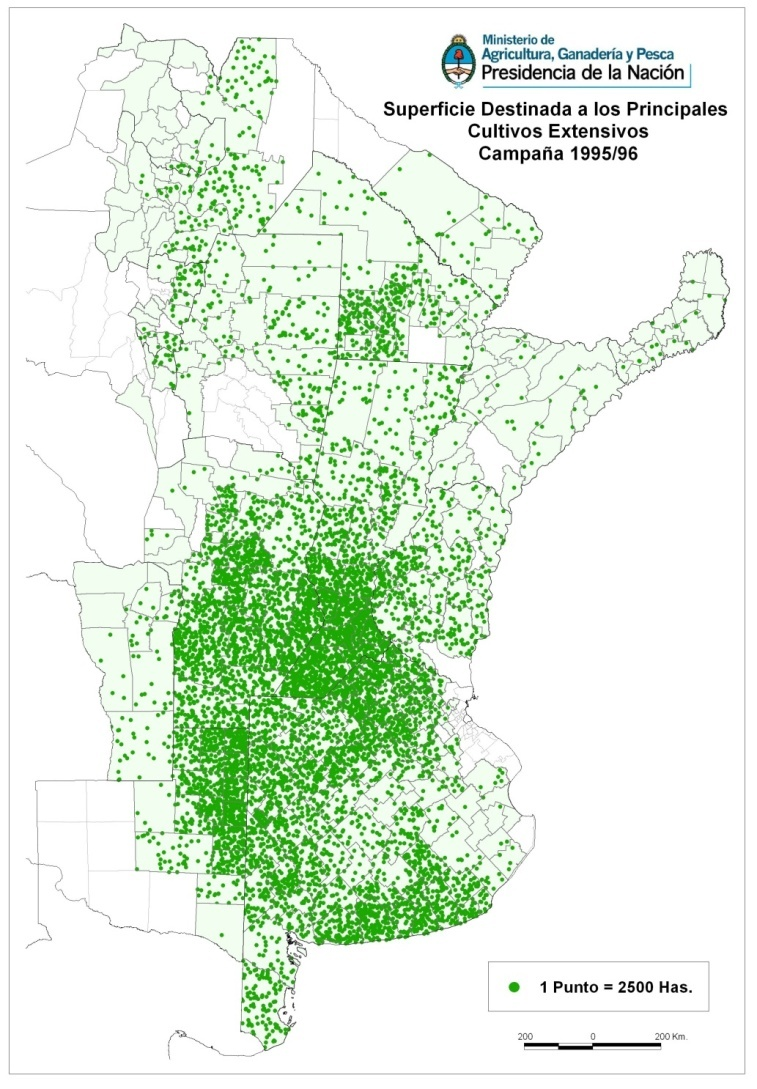 Ministerio de
Agricultura, Ganadería y Pesca
Presidencia de la Nación
Superficie Destinada a los Principales
Cultivos Extensivos
Campaña 1995/96
1 Punto = 2500 Has.
200 0 200 Km.